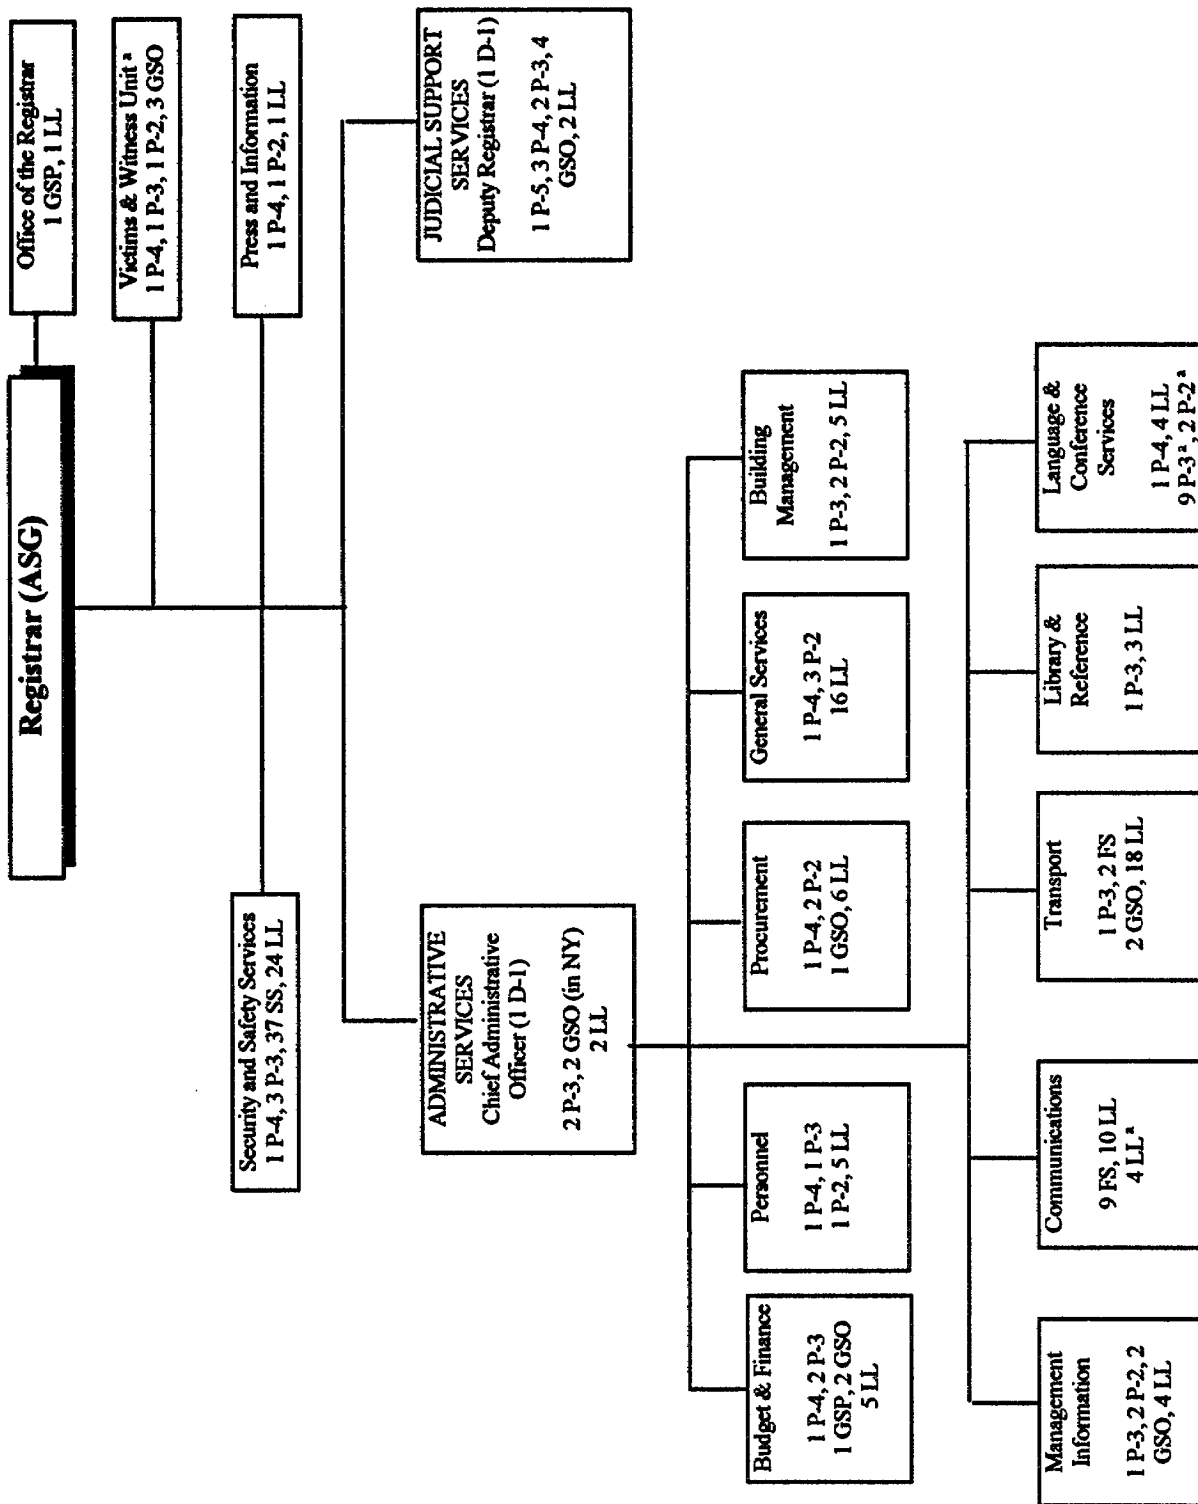 Registrar (ASG)
Office of the Registrar
1 GSP, 1 LL
Victims & Witness Unit ª
1 P-4, 1 P-3, 1 P-2, 3 GSO
Security and Safety Services
1 P-4, 3 P-3, 37 SS, 24 LL
Press and Information
1 P-4, 1 P-2, 1 LL
ADMINISTRATIVE
SERVICES
Chief Administrative
Officer (1 D-1)
2 P-3, 2 GSO (in NY)
2 LL
JUDICIAL SUPPORT
SERVICES
Deputy Registrar (1 D-1)
1 P-5, 3 P-4, 2 P-3, 4
GSO, 2 LL
Budget & Finance
1 P-4, 2 P-3
1 GSP, 2 GSO
5 LL
Personnel
1 P-4, 1 P-3
1 P-2, 5 LL
Procurement
1 P-4, 2 P-2
1 GSO, 6 LL
General Services
1 P-4, 3 P-2
16 LL
Building
Management
1 P-3, 2 P-2, 5 LL
Management
Information
1 P-3, 2 P-2, 2
GSO, 4 LL
Communications
9 FS, 10 LL
4 LL ª
Transport
1 P-3, 2 FS
2 GSO, 18 LL
Library &
Reference
1 P-3, 3 LL
Language &
Conference
Services
1 P-4, 4 LL
9 P-3 ª, 2 P-2 ª